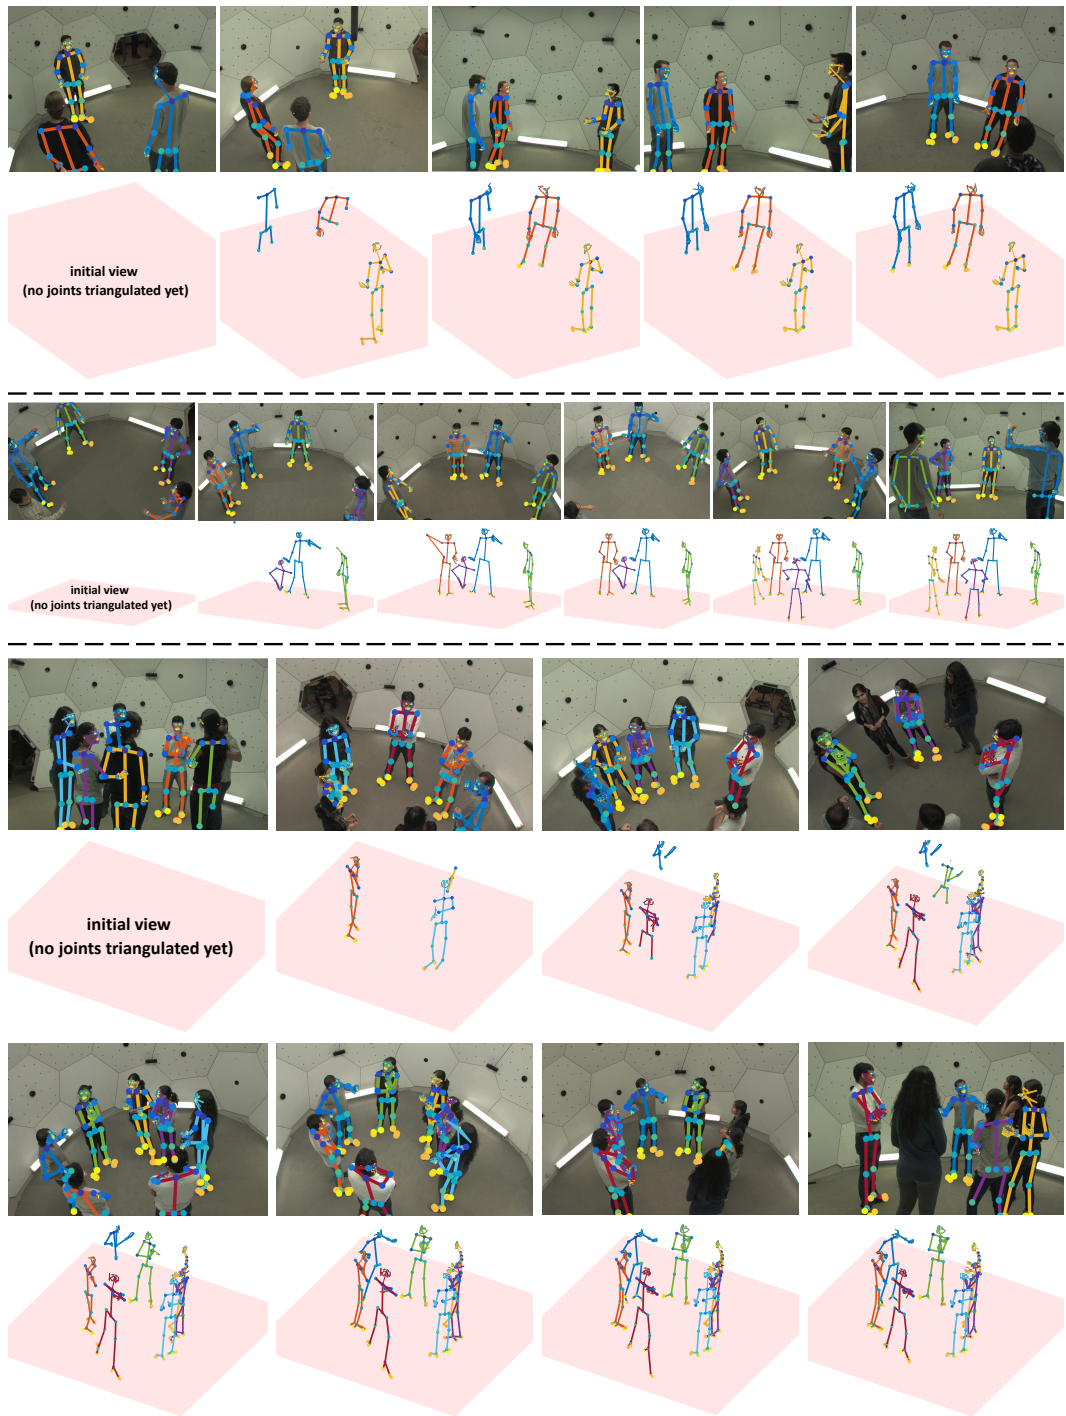 initial view
(no joints triangulated yet)
initial view
(no joints triangulated yet)
initial view
(no joints triangulated yet)